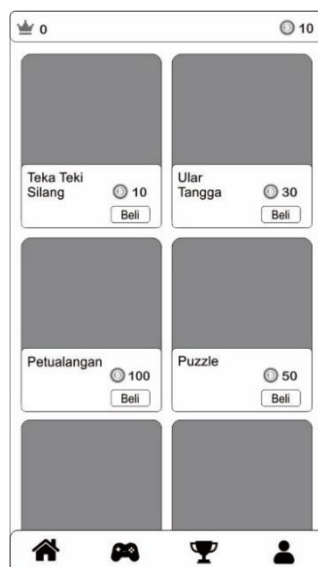 0
10
Teka Teki
Silang
10
Beli
Ular
Tangga
30
Beli
Petualangan
100
Beli
Puzzle
50
Beli